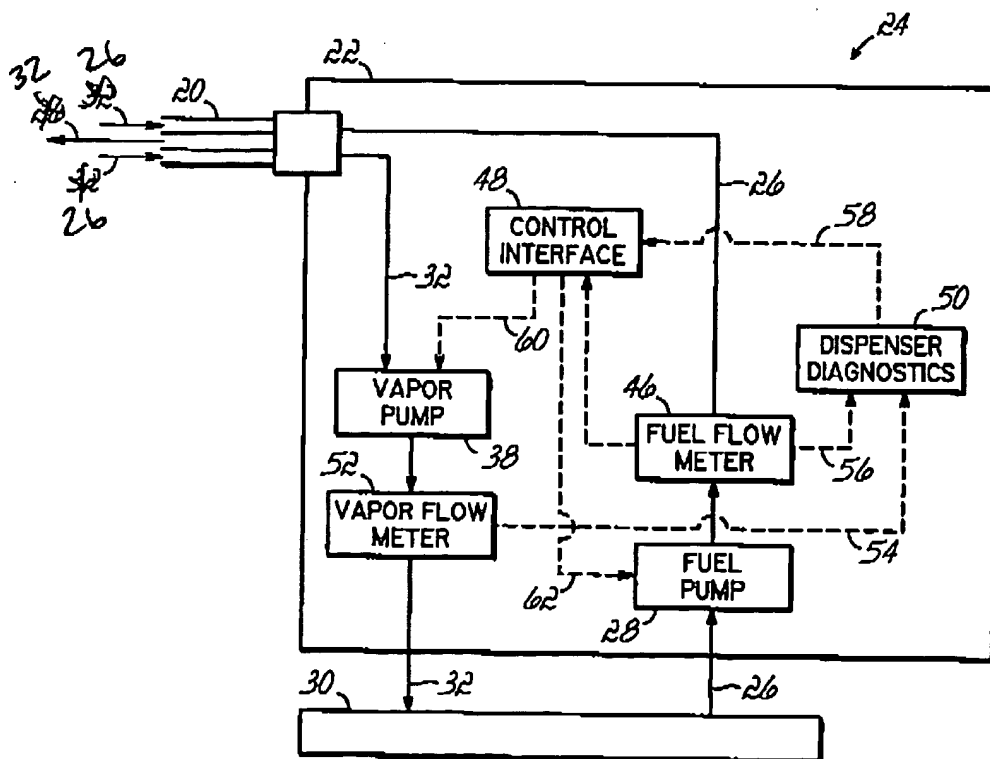 24
22
26
32
20
32
26
26
48
CONTROL
INTERFACE
58
32
60
50
DISPENSER
DIAGNOSTICS
VAPOR
PUMP
38
46
FUEL FLOW
METER
56
52
VAPOR FLOW
METER
54
62
FUEL
PUMP
28
30
32
26